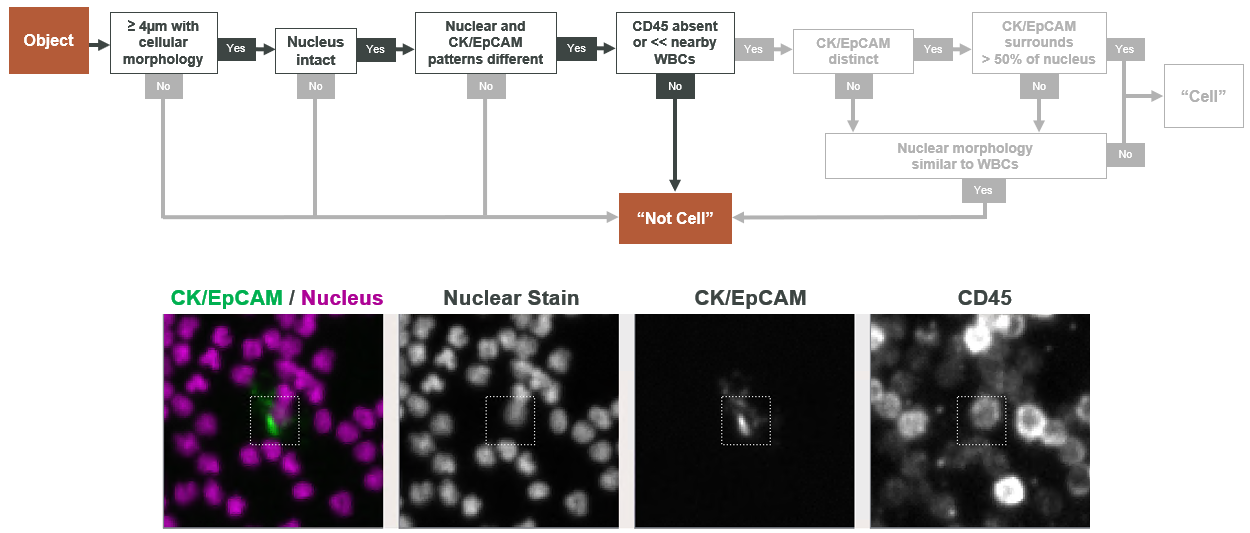 Object
≥ 4µm with
cellular
morphology
Yes
No
Nucleus
intact
Yes
No
Nuclear and
CK/EpCAM
patterns different
Yes
No
CD45 absent
or << nearby
WBCs
Yes
No
CK/EpCAM
distinct
Yes
No
CK/EpCAM
surrounds
> 50% of nucleus
Yes
No
“Cell”
Nuclear morphology
similar to WBCs
No
Yes
“Not Cell”
CK/EpCAM / Nucleus
Nuclear Stain
CK/EpCAM
CD45